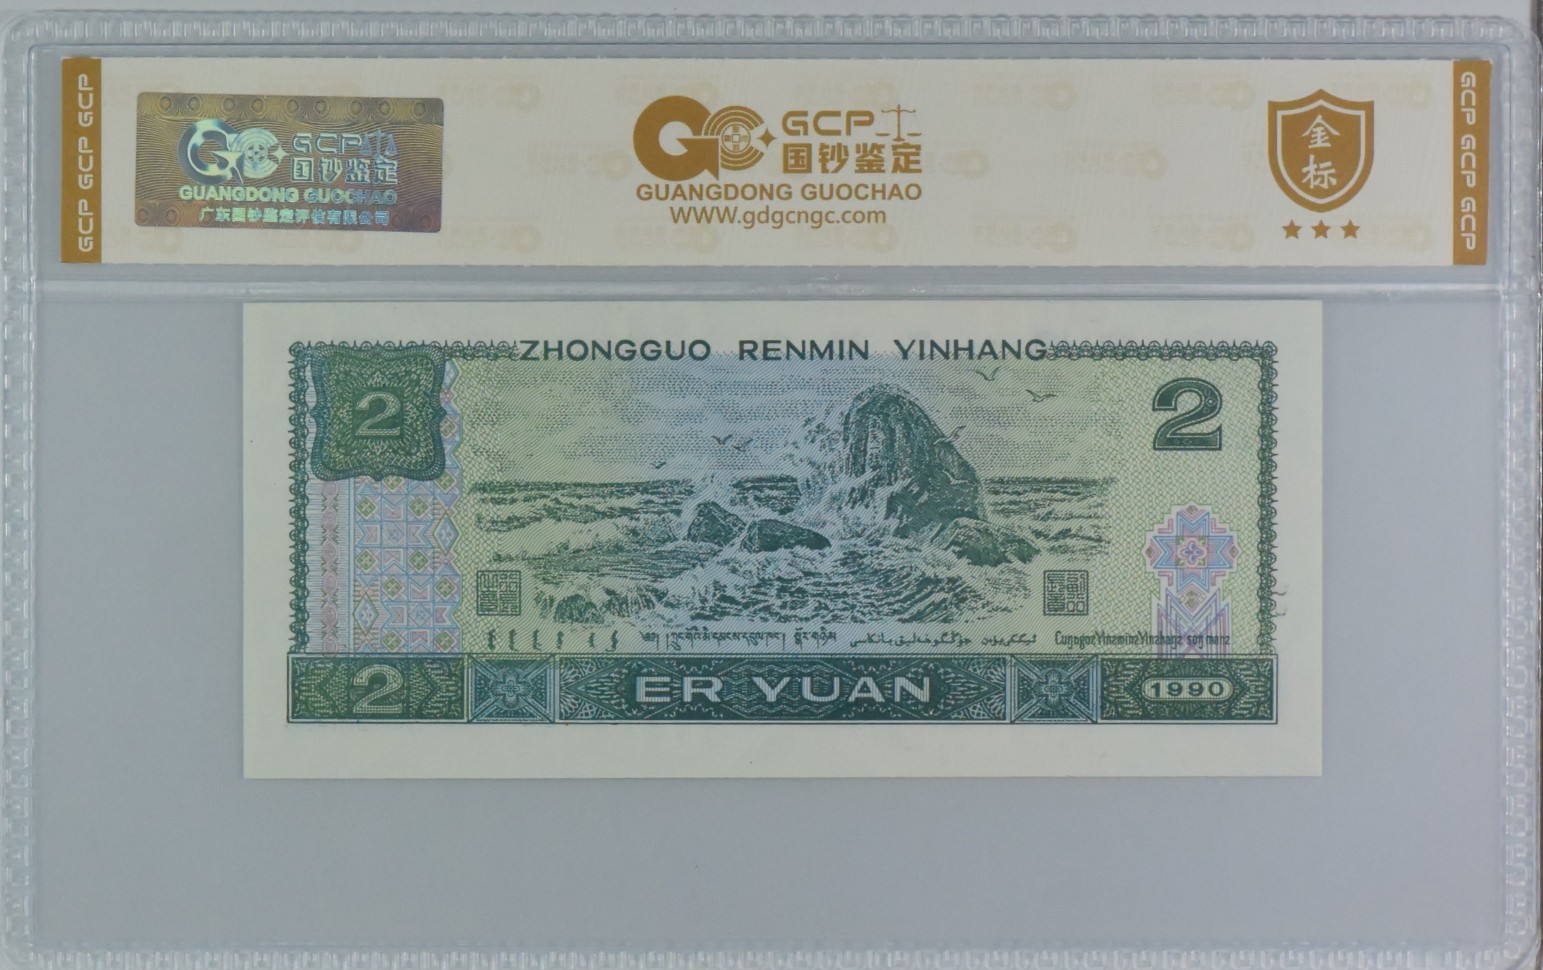 GCP GCP GCP
GCP
国钞鉴定
GUANGDONG GUOCHAO
广东国钞鉴定评估有限公司
GCP
国钞鉴定
GUANGDONG GUOCHAO
WWW.gdgcngc.com
金
标
GCP GCP GCP
ZHONGGUO RENMIN YINHANG
2
2
2
ER YUAN
1990